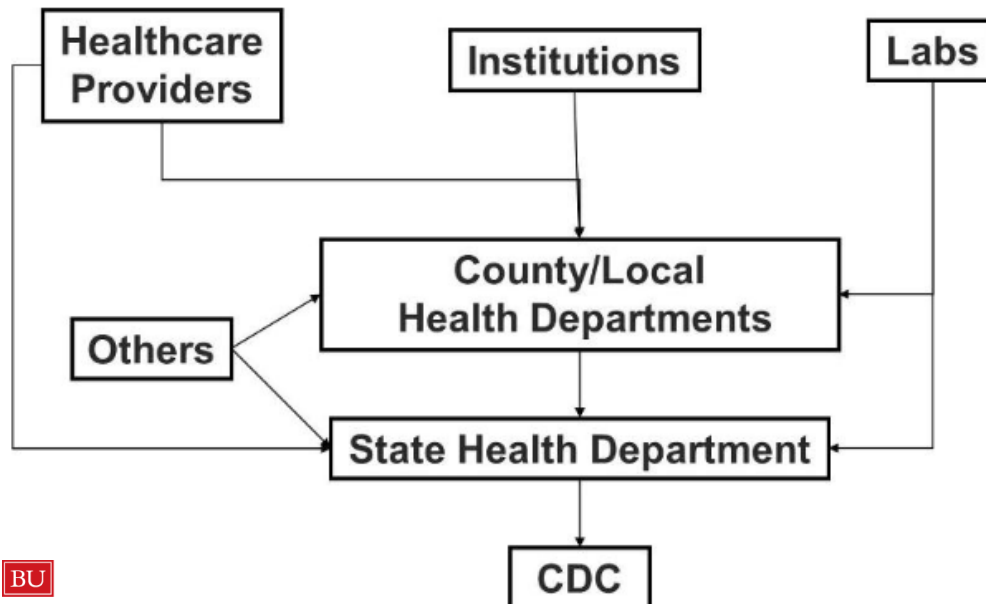 Healthcare
Providers
Institutions
Labs
County/Local
Health Departments
Others
State Health Department
CDC
BU